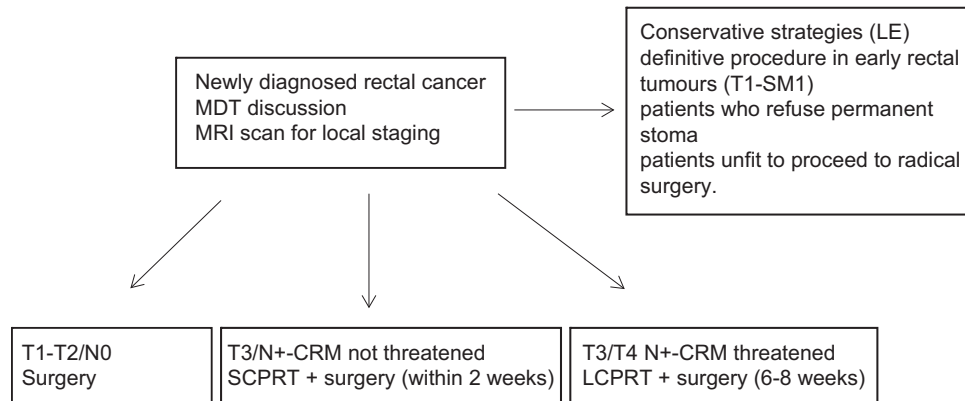 Newly diagnosed rectal cancer
MDT discussion
MRI scan for local staging
Conservative strategies (LE)
definitive procedure in early rectal
tumours (T1-SM1)
patients who refuse permanent
stoma
patients unfit to proceed to radical
surgery.
T1-T2/N0
Surgery
T3/N+-CRM not threatened
SCPRT + surgery (within 2 weeks)
T3/T4 N+-CRM threatened
LCPRT + surgery (6-8 weeks)